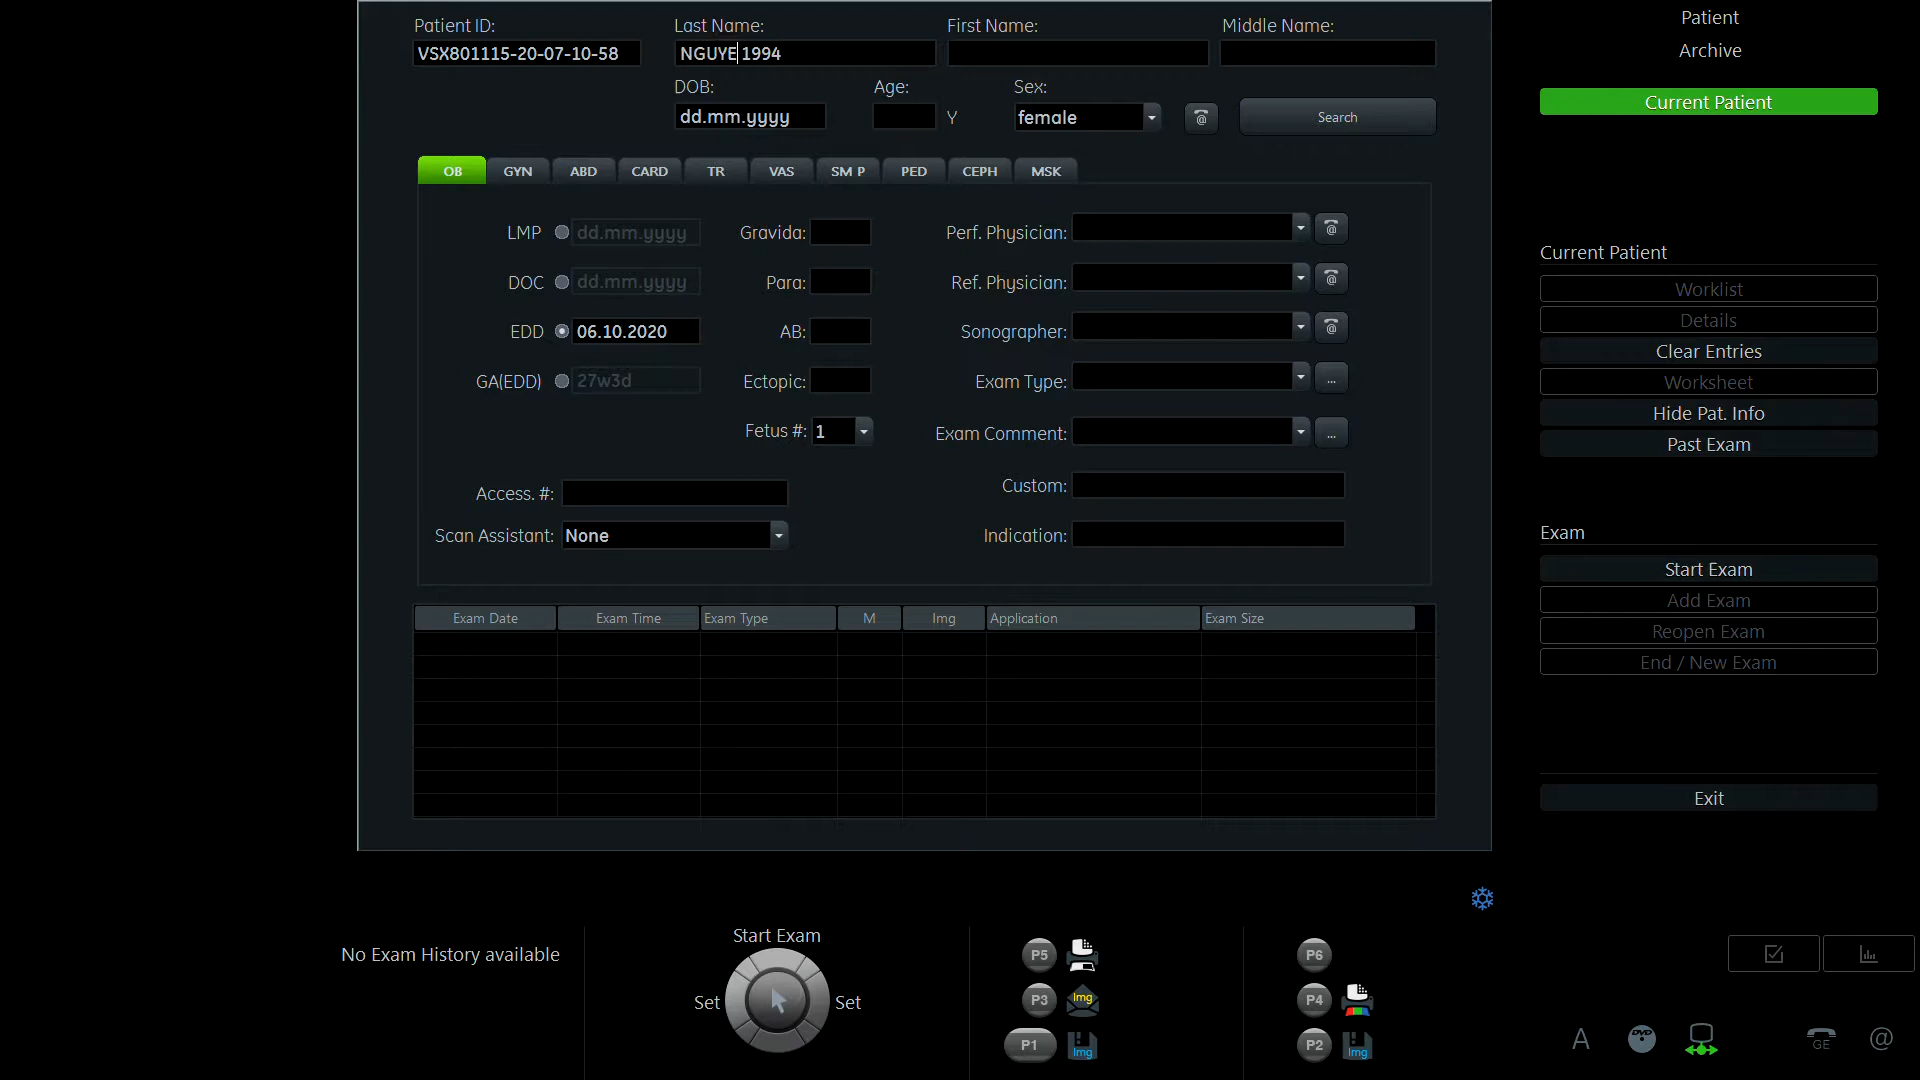 Patient ID: Last Name: First Name: Middle Name:
VSX801115-20-07-10-58 NGUYE 1994
DOB: Age: Sex:
dd.mm.yyyy Y female @ Search
OB GYN ABD CARD TR VAS SM P PED CEPH MSK
LMP dd.mm.yyyy Gravida: Perf. Physician: @
DOC dd.mm.yyyy Para: Ref. Physician: @
EDD 06.10.2020 AB: Sonographer: @
GA(EDD) 27w3d Ectopic: Exam Type: ...
Fetus #: 1 Exam Comment: ...
Access. #: Custom:
Scan Assistant: None Indication:
Exam Date Exam Time Exam Type M Img Application Exam Size
Patient
Archive
Current Patient
Current Patient
Worklist
Details
Clear Entries
Worksheet
Hide Pat. Info
Past Exam
Exam
Start Exam
Add Exam
Reopen Exam
End / New Exam
Exit
No Exam History available
Start Exam
Set Set
P5 P6
P3 Img P4
P1 Img P2 Img
A DVD GE @